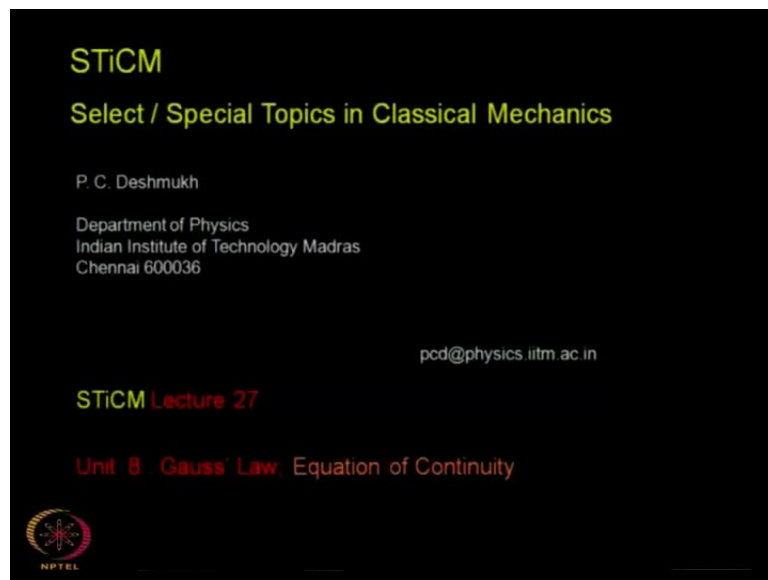 STiCM
Select / Special Topics in Classical Mechanics
P. C. Deshmukh
Department of Physics
Indian Institute of Technology Madras
Chennai 600036
pcd@physics.iitm.ac.in
STiCM Lecture 27
Unit 8 : Gauss' Law; Equation of Continuity
NPTEL